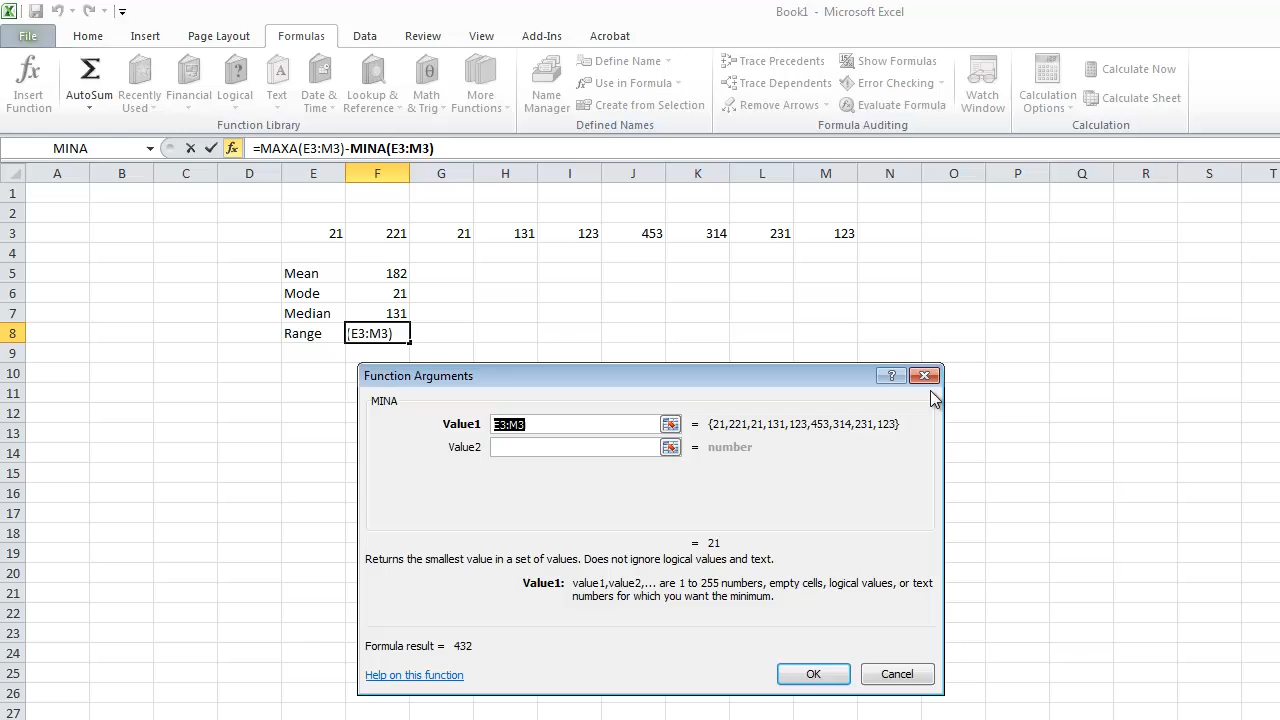 Book1 - Microsoft Excel
File Home Insert Page Layout Formulas Data Review View Add-Ins Acrobat
fx Insert Function
Σ AutoSum
Recently Used
Financial
Logical
? 
A Text
Date & Time
Lookup & Reference
θ Math & Trig
More Functions
Function Library
Name Manager
Define Name
Use in Formula
Create from Selection
Defined Names
Trace Precedents
Trace Dependents
Remove Arrows
Show Formulas
Error Checking
Evaluate Formula
Formula Auditing
Watch Window
Calculation Options
Calculate Now
Calculate Sheet
Calculation
MINA fx =MAXA(E3:M3)-MINA(E3:M3)
A B C D E F G H I J K L M N O P Q R S T
1
2
3 21 221 21 131 123 453 314 231 123
4
5 Mean 182
6 Mode 21
7 Median 131
8 Range (E3:M3)
9
10
11
12
13
14
15
16
17
18
19
20
21
22
23
24
25
26
27
Function Arguments ?
MINA
Value1 E3:M3 = {21,221,21,131,123,453,314,231,123}
Value2 = number
= 21
Returns the smallest value in a set of values. Does not ignore logical values and text.
Value1: value1,value2,... are 1 to 255 numbers, empty cells, logical values, or text
numbers for which you want the minimum.
Formula result = 432
Help on this function OK Cancel